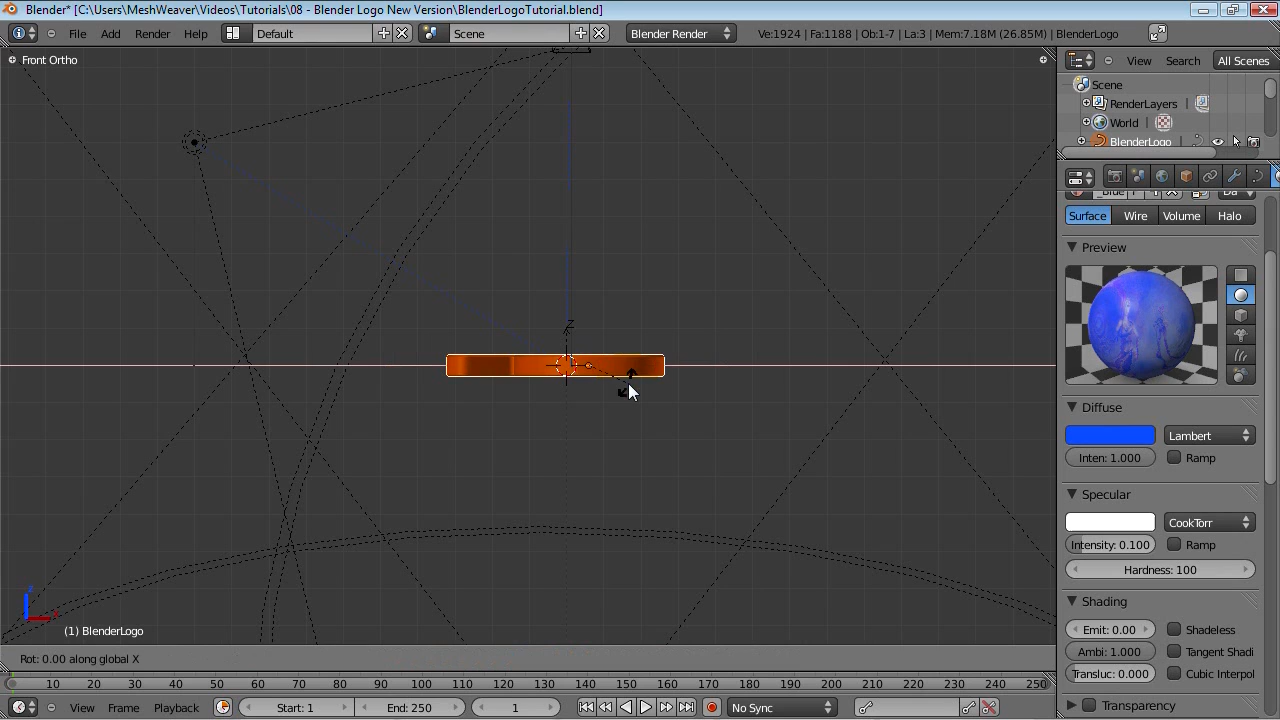 Blender* [C:\Users\MeshWeaver\Videos\Tutorials\08 - Blender Logo New Version\BlenderLogoTutorial.blend]
File Add Render Help Default Scene Blender Render Ve:1924 | Fa:1188 | Ob:1-7 | La:3 | Mem:7.18M (26.85M) | BlenderLogo
Front Ortho
View Search All Scenes
Scene
RenderLayers
World
BlenderLogo
Surface Wire Volume Halo
Preview
Z
Diffuse
Lambert
Inten: 1.000 Ramp
Specular
CookTorr
Intensity: 0.100 Ramp
Hardness: 100
Shading
Emit: 0.00 Shadeless
Ambi: 1.000 Tangent Shadi
Transluc: 0.000 Cubic Interpol
Transparency
z
x
(1) BlenderLogo
Rot: 0.00 along global X
10 20 30 40 50 60 70 80 90 100 110 120 130 140 150 160 170 180 190 200 210 220 230 240 250
View Frame Playback Start: 1 End: 250 1 No Sync